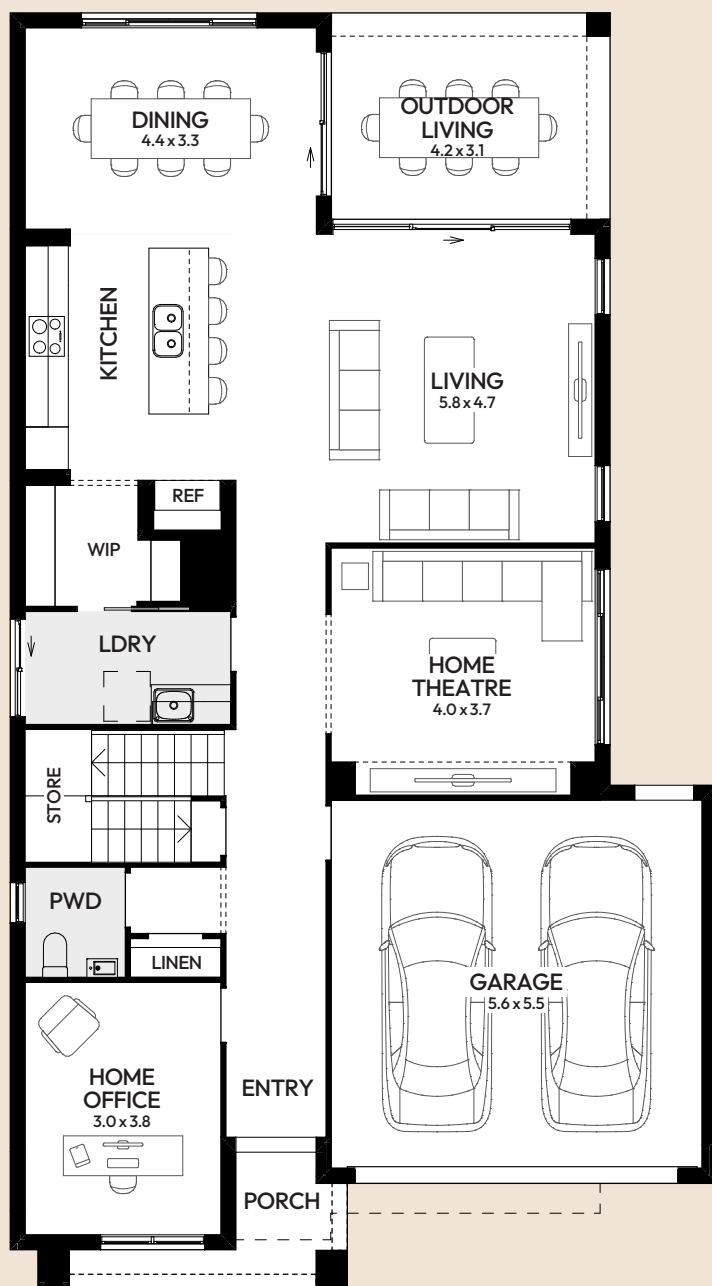 DINING
4.4 x 3.3
OUTDOOR
LIVING
4.2 x 3.1
KITCHEN
LIVING
5.8 x 4.7
REF
WIP
LDRY
HOME
THEATRE
4.0 x 3.7
STORE
PWD
LINEN
GARAGE
5.6 x 5.5
HOME
OFFICE
3.0 x 3.8
ENTRY
PORCH